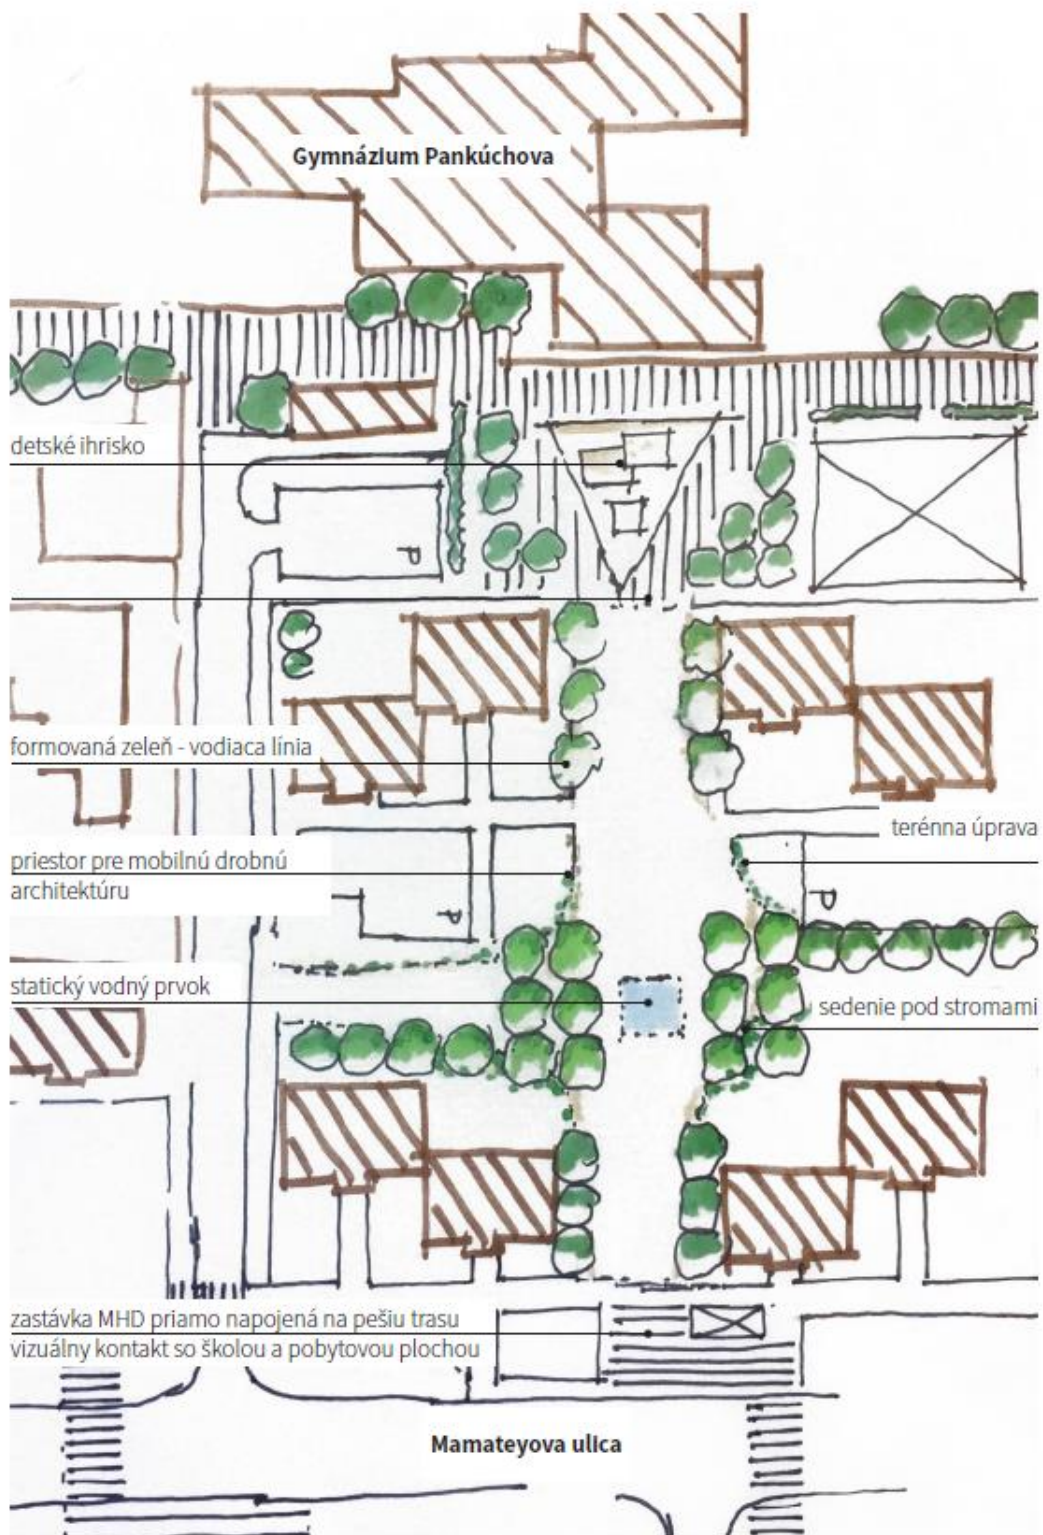 Gymnázium Pankúchova
detské ihrisko
P
formovaná zeleň - vodiaca línia
terénna úprava
priestor pre mobilnú drobnú
architektúru
P
P
statický vodný prvok
sedenie pod stromami
zastávka MHD priamo napojená na pešiu trasu
vizuálny kontakt so školou a pobytovou plochou
Mamateyova ulica